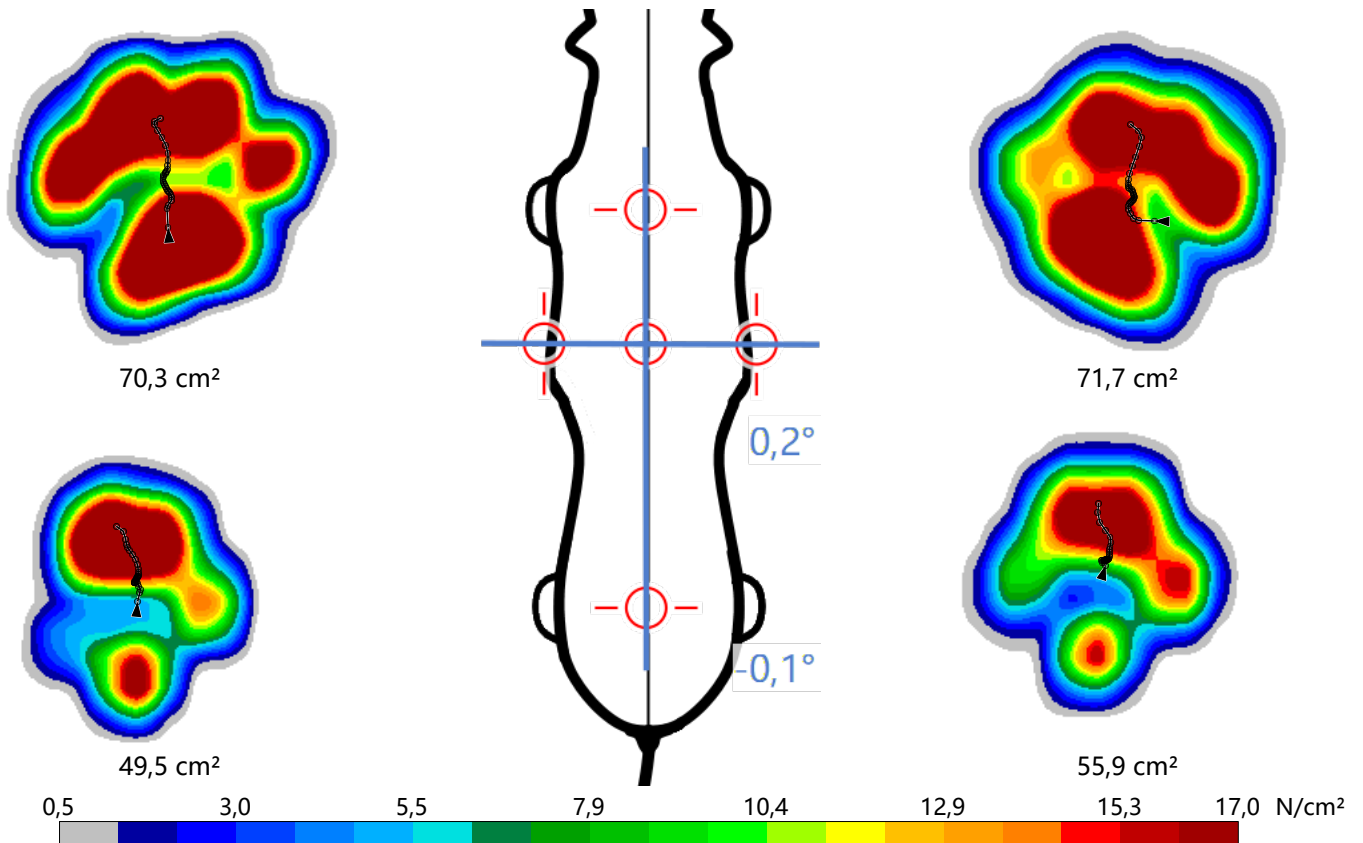 70,3 cm²
71,7 cm²
0,2°
-0,1°
49,5 cm²
55,9 cm²
0,5 3,0 5,5 7,9 10,4 12,9 15,3 17,0 N/cm²